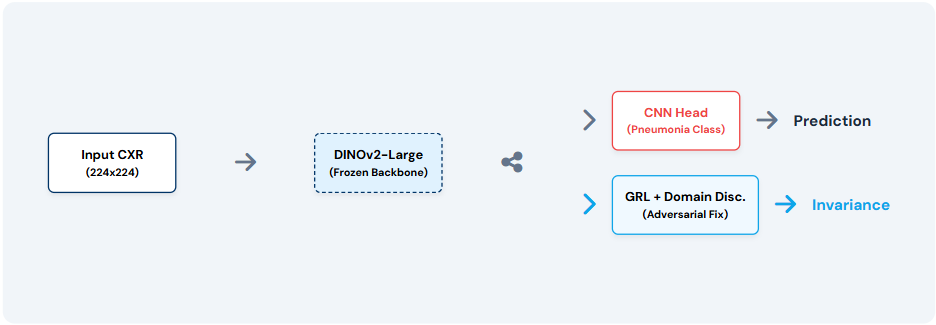 Input CXR
(224x224)
DINOv2-Large
(Frozen Backbone)
CNN Head
(Pneumonia Class)
Prediction
GRL + Domain Disc.
(Adversarial Fix)
Invariance